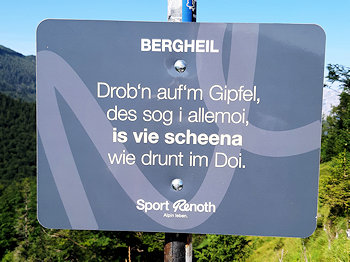 BERGHEIL
Drob'n auf'm Gipfel,
des sog i allemoi,
is vie scheena
wie drunt im Doi.
Sport Renoth
Alpin leben.